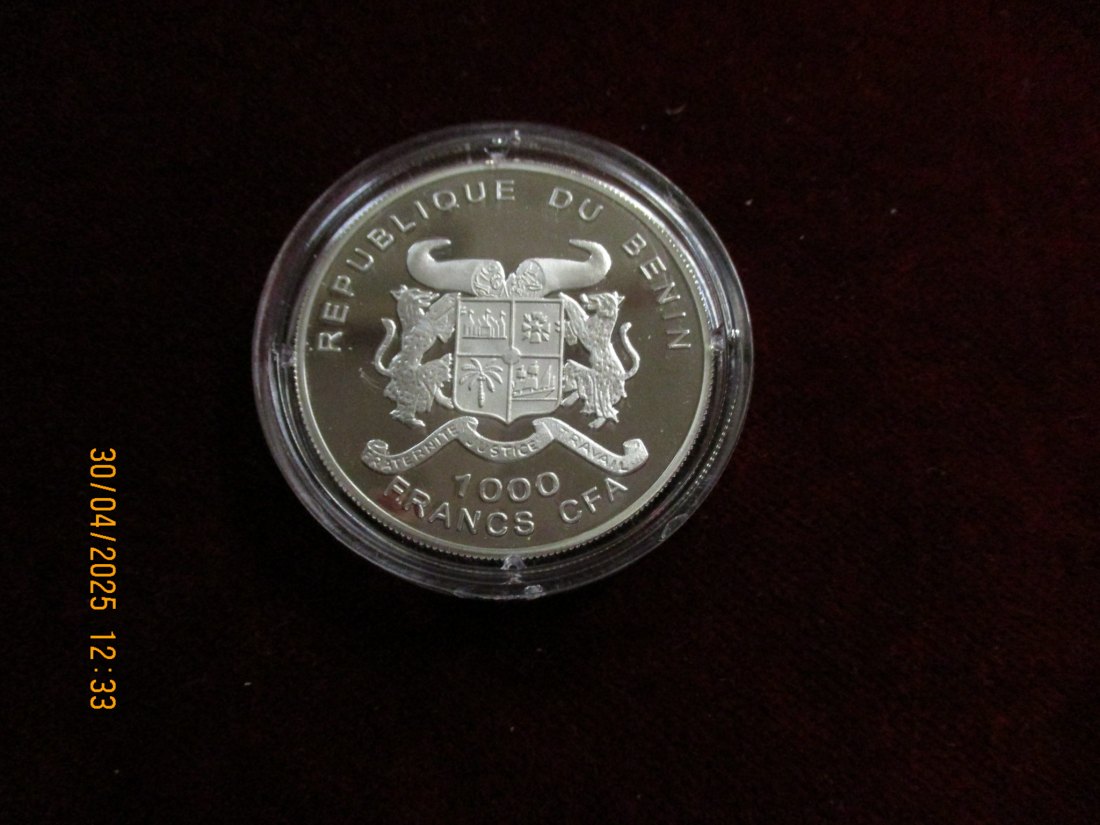 REPUBLIQUE DU BENIN
FRATERNITE JUSTICE TRAVAIL
1000
FRANCS CFA
30/04/2025 12:33